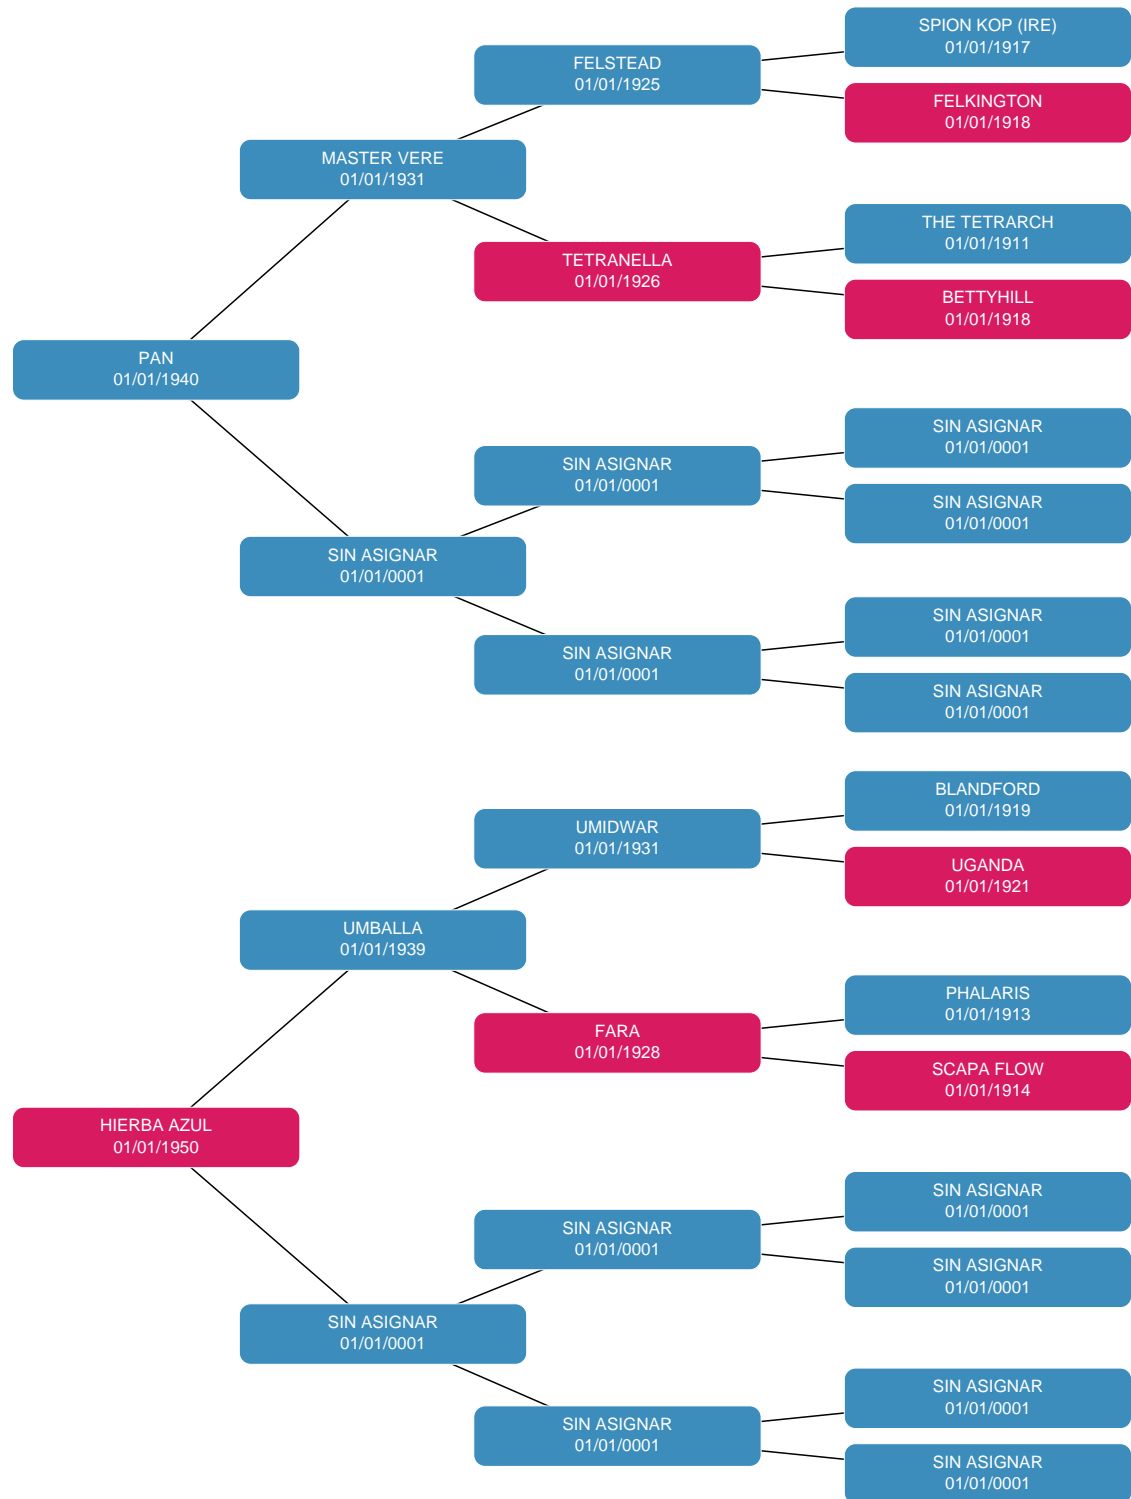 SPION KOP (IRE)
01/01/1917
FELSTEAD
01/01/1925
FELKINGTON
01/01/1918
MASTER VERE
01/01/1931
THE TETRARCH
01/01/1911
TETRANELLA
01/01/1926
BETTYHILL
01/01/1918
PAN
01/01/1940
SIN ASIGNAR
01/01/0001
SIN ASIGNAR
01/01/0001
SIN ASIGNAR
01/01/0001
SIN ASIGNAR
01/01/0001
SIN ASIGNAR
01/01/0001
SIN ASIGNAR
01/01/0001
SIN ASIGNAR
01/01/0001
BLANDFORD
01/01/1919
UMIDWAR
01/01/1931
UGANDA
01/01/1921
UMBALLA
01/01/1939
PHALARIS
01/01/1913
FARA
01/01/1928
SCAPA FLOW
01/01/1914
HIERBA AZUL
01/01/1950
SIN ASIGNAR
01/01/0001
SIN ASIGNAR
01/01/0001
SIN ASIGNAR
01/01/0001
SIN ASIGNAR
01/01/0001
SIN ASIGNAR
01/01/0001
SIN ASIGNAR
01/01/0001
SIN ASIGNAR
01/01/0001